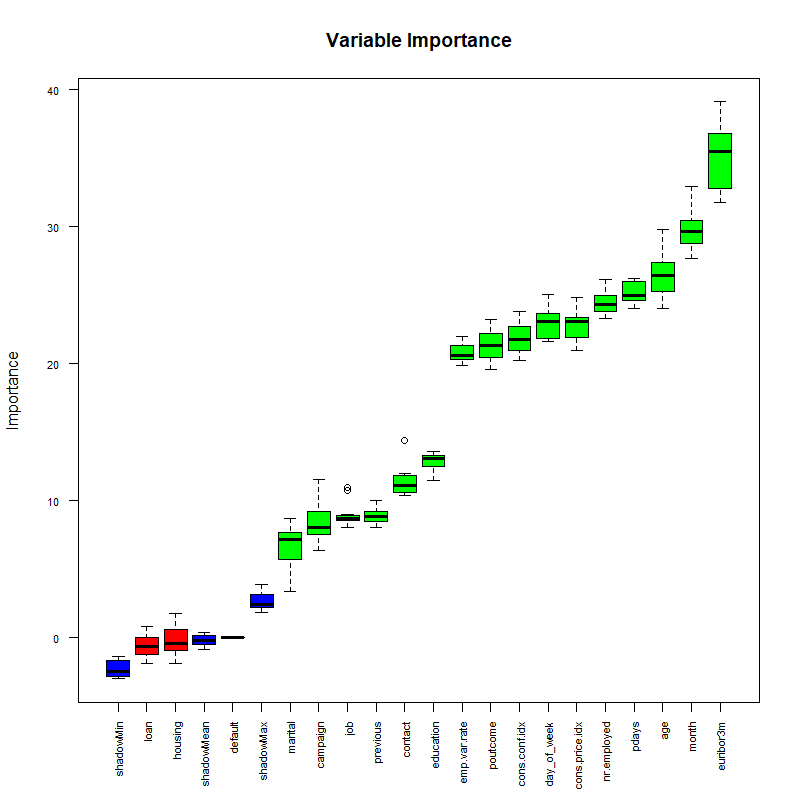 Variable Importance
Importance
40
30
20
10
0
shadowMin
loan
housing
shadowMean
default
shadowMax
marital
campaign
job
previous
contact
education
emp.var.rate
poutcome
cons.conf.idx
day_of_week
cons.price.idx
nr.employed
pdays
age
month
euribor3m